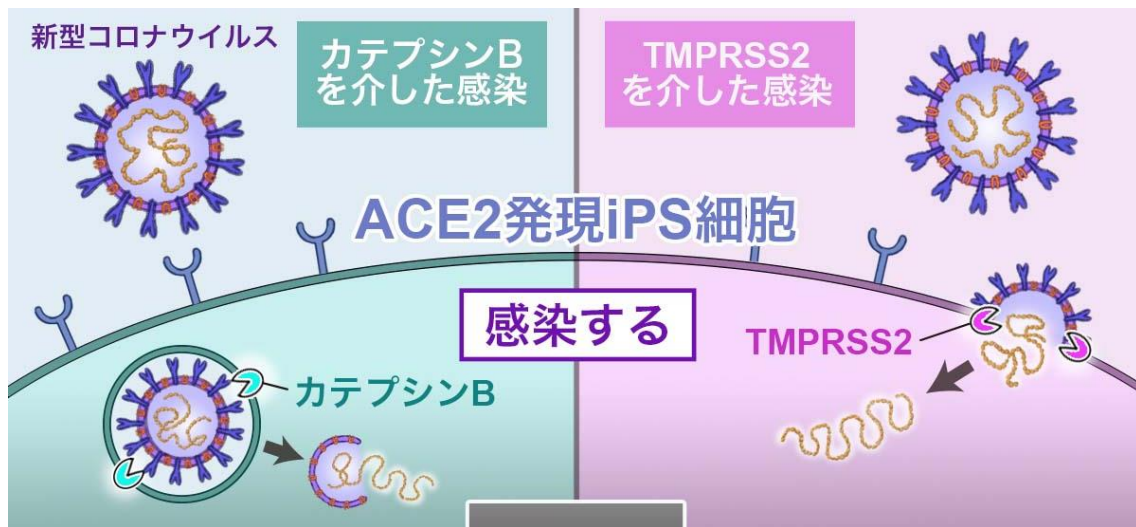 新型コロナウイルス
カテプシンB
を介した感染
TMPRSS2
を介した感染
ACE2発現iPS細胞
感染する
TMPRSS2
カテプシンB